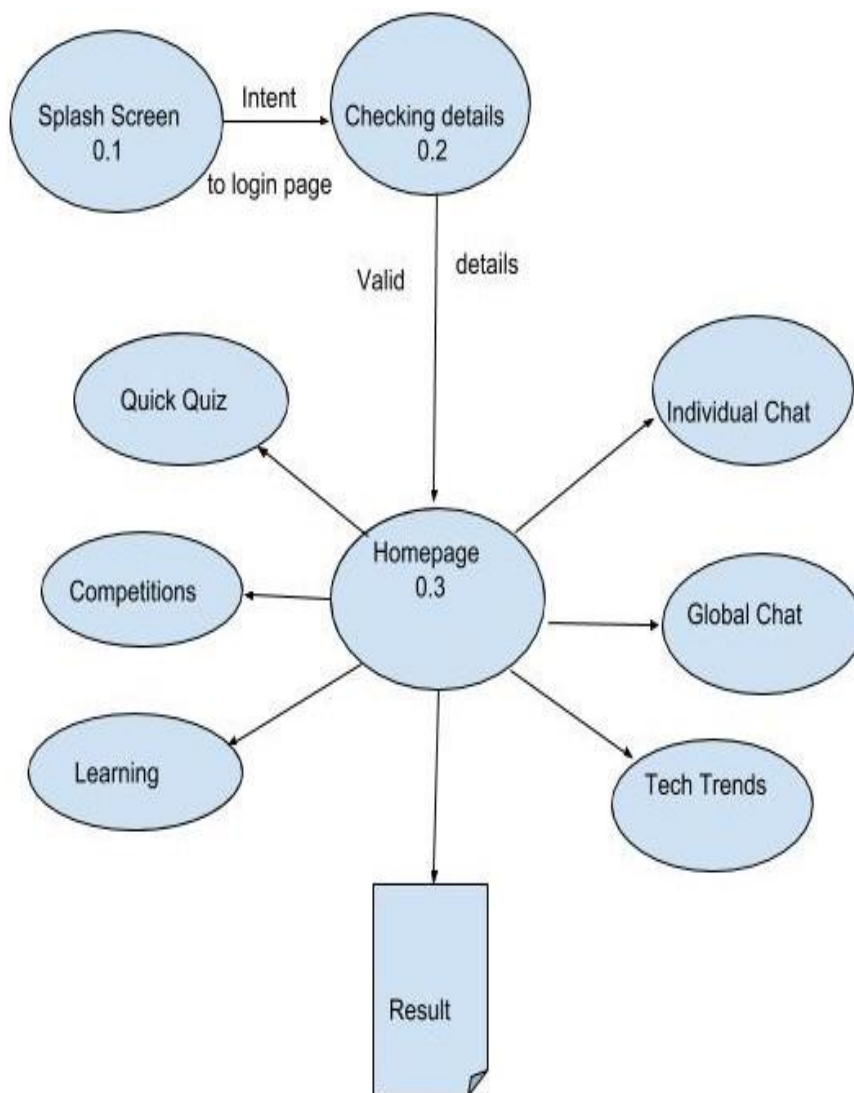 Splash Screen
0.1
Intent
to login page
Checking details
0.2
Valid
details
Quick Quiz
Individual Chat
Homepage
0.3
Competitions
Global Chat
Learning
Tech Trends
Result